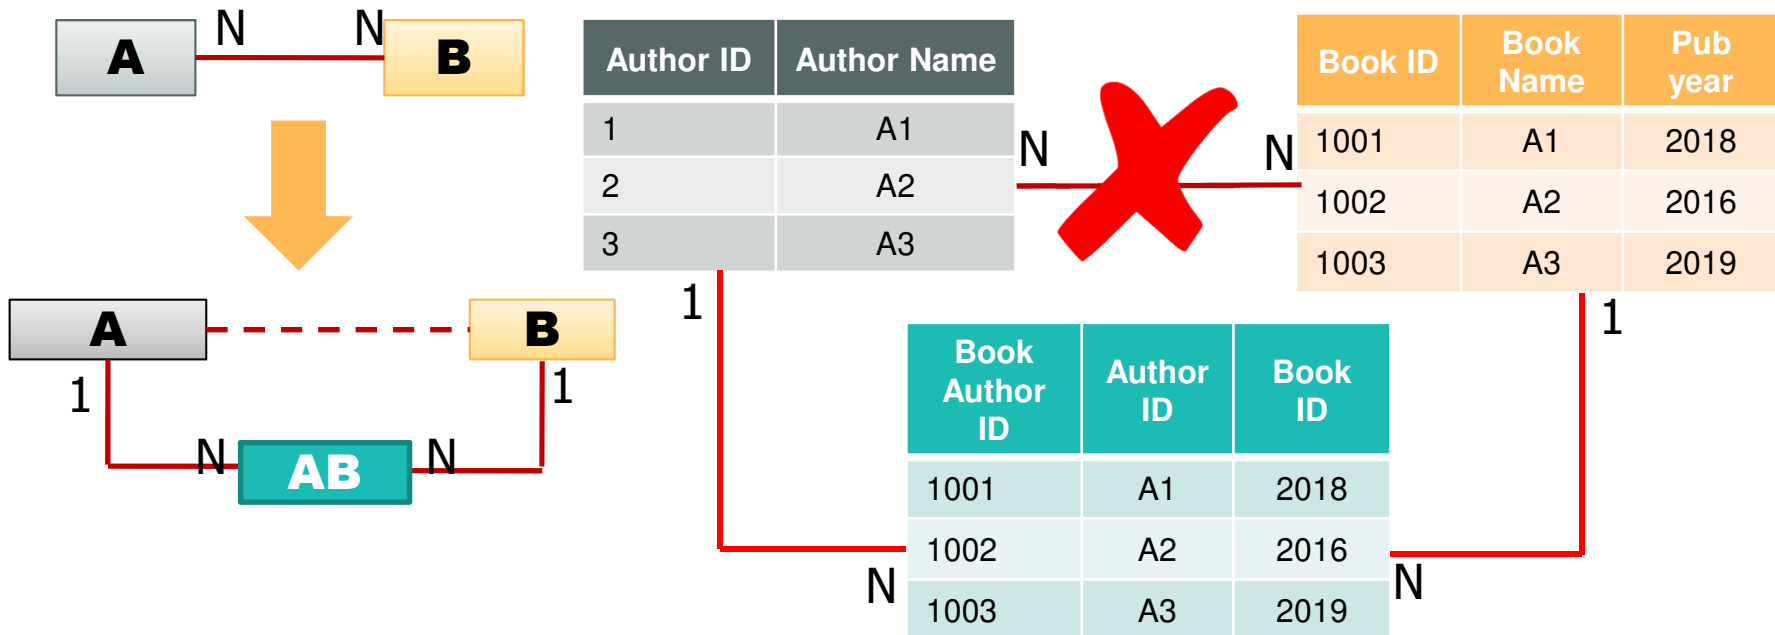 A N N B
A B
1 1
N AB N
Author ID Author Name
1 A1
2 A2
3 A3
N N
Book ID Book Name Pub year
1001 A1 2018
1002 A2 2016
1003 A3 2019
1 1
Book Author ID Author ID Book ID
1001 A1 2018
1002 A2 2016
1003 A3 2019
N N